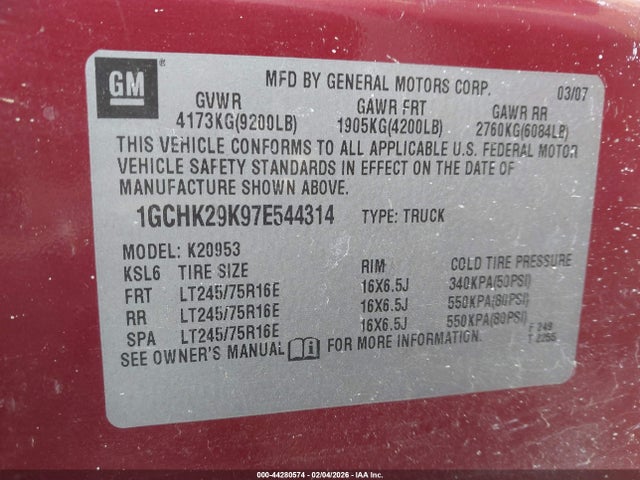 GM
MFD BY GENERAL MOTORS CORP. 03/07
GVWR GAWR FRT GAWR RR
4173KG(9200LB) 1905KG(4200LB) 2760KG(6084LB)
THIS VEHICLE CONFORMS TO ALL APPLICABLE U.S. FEDERAL MOTOR
VEHICLE SAFETY STANDARDS IN EFFECT ON THE DATE OF
MANUFACTURE SHOWN ABOVE.
1GCHK29K97E544314 TYPE: TRUCK
MODEL: K20953
KSL6 TIRE SIZE RIM COLD TIRE PRESSURE
FRT LT245/75R16E 16X6.5J 340KPA(50PSI)
RR LT245/75R16E 16X6.5J 550KPA(80PSI)
SPA LT245/75R16E 16X6.5J 550KPA(80PSI)
SEE OWNER'S MANUAL i FOR MORE INFORMATION.
F 249
T 2255
000-44280574 | 02/04/2026 | IAA Inc.